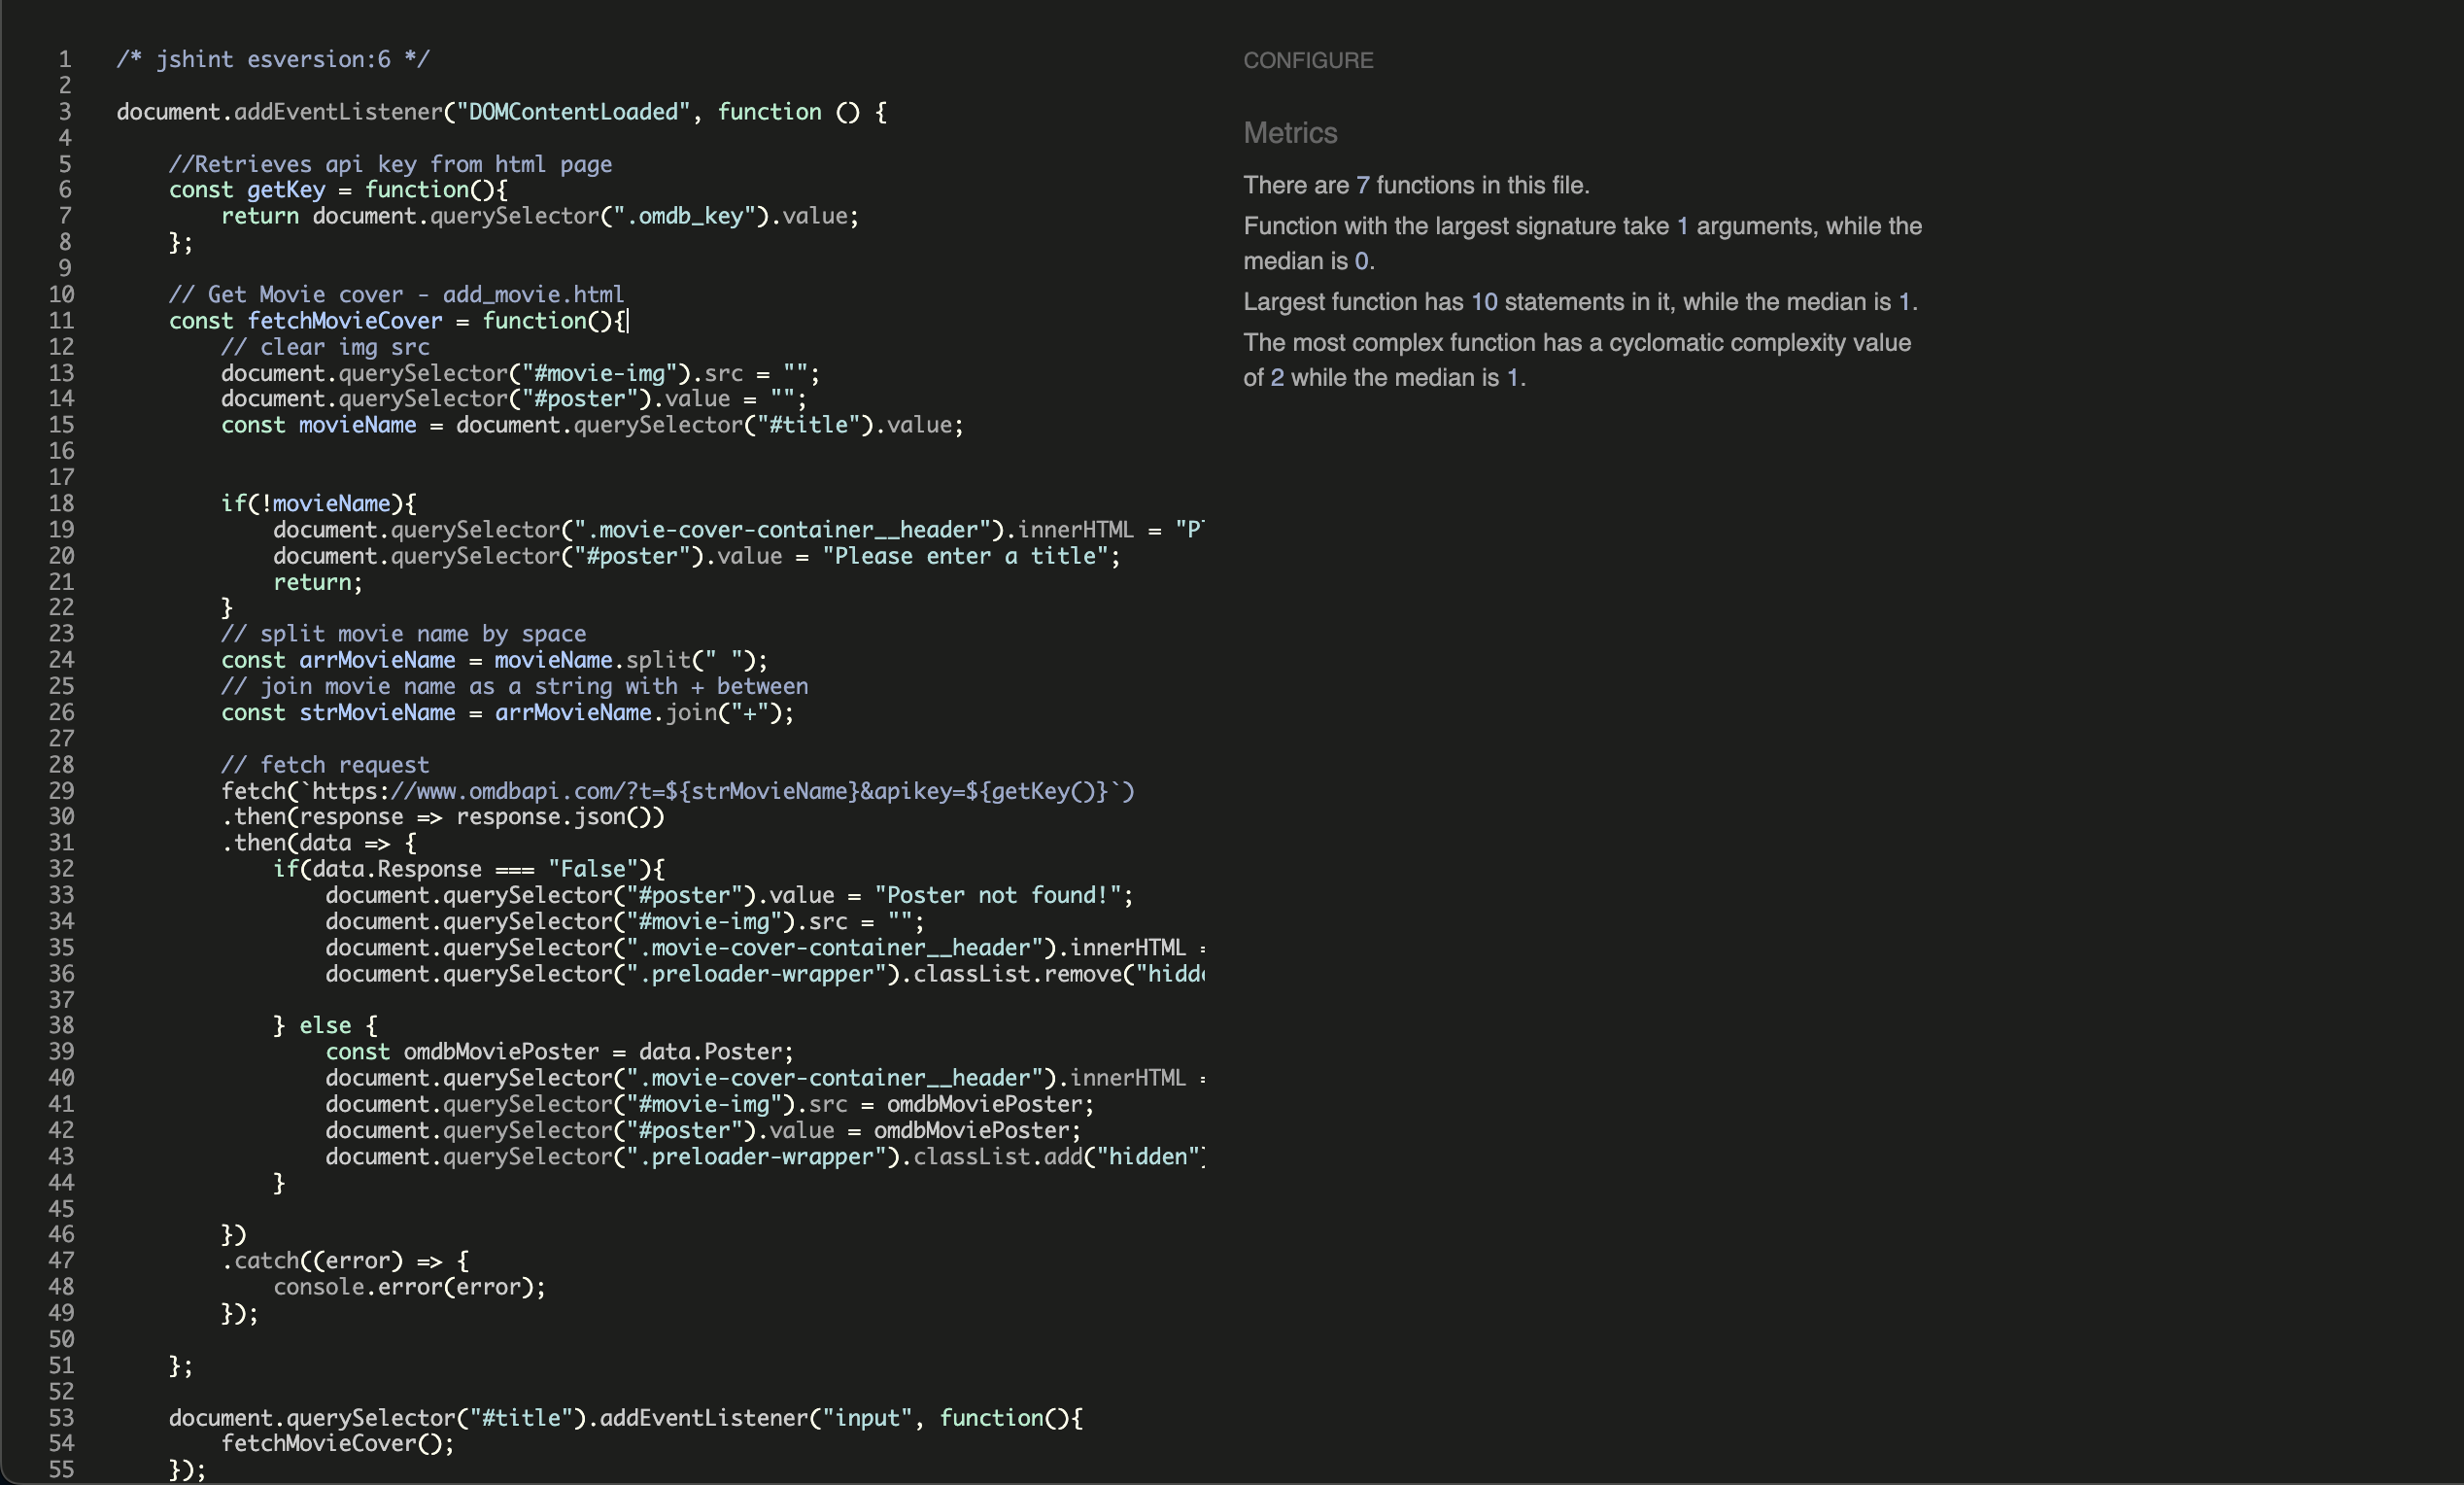 1 /* jshint esversion:6 */
2
3 document.addEventListener("DOMContentLoaded", function () {
4
5 //Retrieves api key from html page
6 const getKey = function(){
7 return document.querySelector(".omdb_key").value;
8 };
9
10 // Get Movie cover - add_movie.html
11 const fetchMovieCover = function(){
12 // clear img src
13 document.querySelector("#movie-img").src = "";
14 document.querySelector("#poster").value = "";
15 const movieName = document.querySelector("#title").value;
16
17
18 if(!movieName){
19 document.querySelector(".movie-cover-container__header").innerHTML = "P
20 document.querySelector("#poster").value = "Please enter a title";
21 return;
22 }
23 // split movie name by space
24 const arrMovieName = movieName.split(" ");
25 // join movie name as a string with + between
26 const strMovieName = arrMovieName.join("+");
27
28 // fetch request
29 fetch(`https://www.omdbapi.com/?t=${strMovieName}&apikey=${getKey()}`)
30 .then(response => response.json())
31 .then(data => {
32 if(data.Response === "False"){
33 document.querySelector("#poster").value = "Poster not found!";
34 document.querySelector("#movie-img").src = "";
35 document.querySelector(".movie-cover-container__header").innerHTML =
36 document.querySelector(".preloader-wrapper").classList.remove("hidd
37
38 } else {
39 const omdbMoviePoster = data.Poster;
40 document.querySelector(".movie-cover-container__header").innerHTML =
41 document.querySelector("#movie-img").src = omdbMoviePoster;
42 document.querySelector("#poster").value = omdbMoviePoster;
43 document.querySelector(".preloader-wrapper").classList.add("hidden")
44 }
45
46 })
47 .catch((error) => {
48 console.error(error);
49 });
50
51 };
52
53 document.querySelector("#title").addEventListener("input", function(){
54 fetchMovieCover();
55 });
CONFIGURE
Metrics
There are 7 functions in this file.
Function with the largest signature take 1 arguments, while the
median is 0.
Largest function has 10 statements in it, while the median is 1.
The most complex function has a cyclomatic complexity value
of 2 while the median is 1.